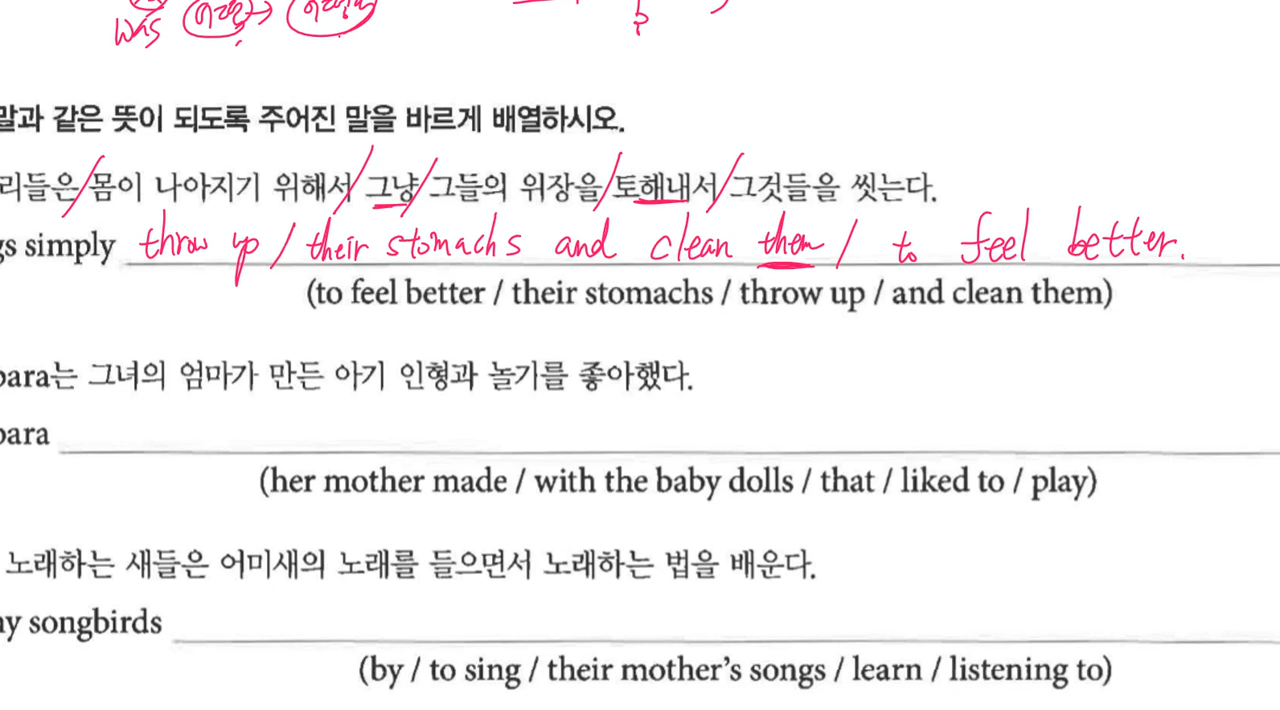 was 어려운 →
말과 같은 뜻이 되도록 주어진 말을 바르게 배열하시오.
리들은/몸이 나아지기 위해서/그냥/그들의 위장을/토해내서/그것들을 씻는다.
gs simply throw up / their stomachs and clean them / to feel better.
(to feel better / their stomachs / throw up / and clean them)
bara는 그녀의 엄마가 만든 아기 인형과 놀기를 좋아했다.
bara
(her mother made / with the baby dolls / that / liked to / play)
노래하는 새들은 어미새의 노래를 들으면서 노래하는 법을 배운다.
ny songbirds
(by / to sing / their mother's songs / learn / listening to)